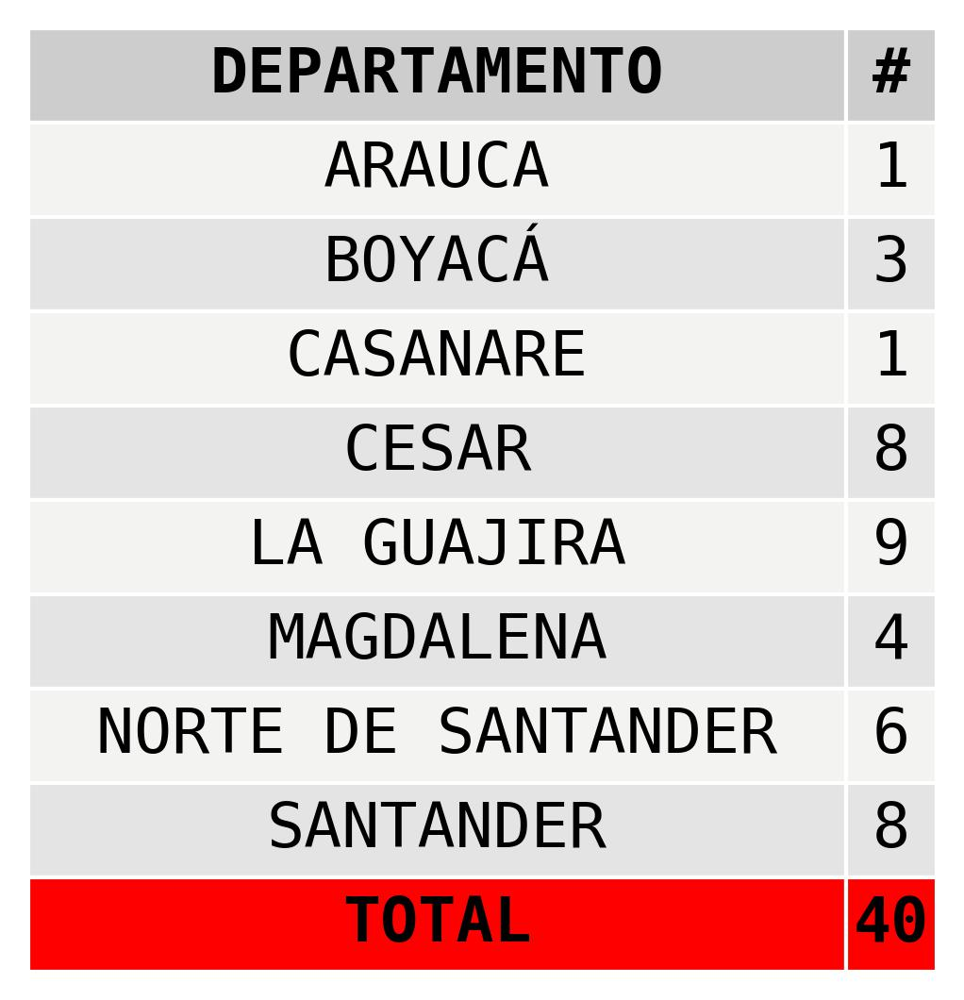 DEPARTAMENTO #
ARAUCA 1
BOYACÁ 3
CASANARE 1
CESAR 8
LA GUAJIRA 9
MAGDALENA 4
NORTE DE SANTANDER 6
SANTANDER 8
TOTAL 40